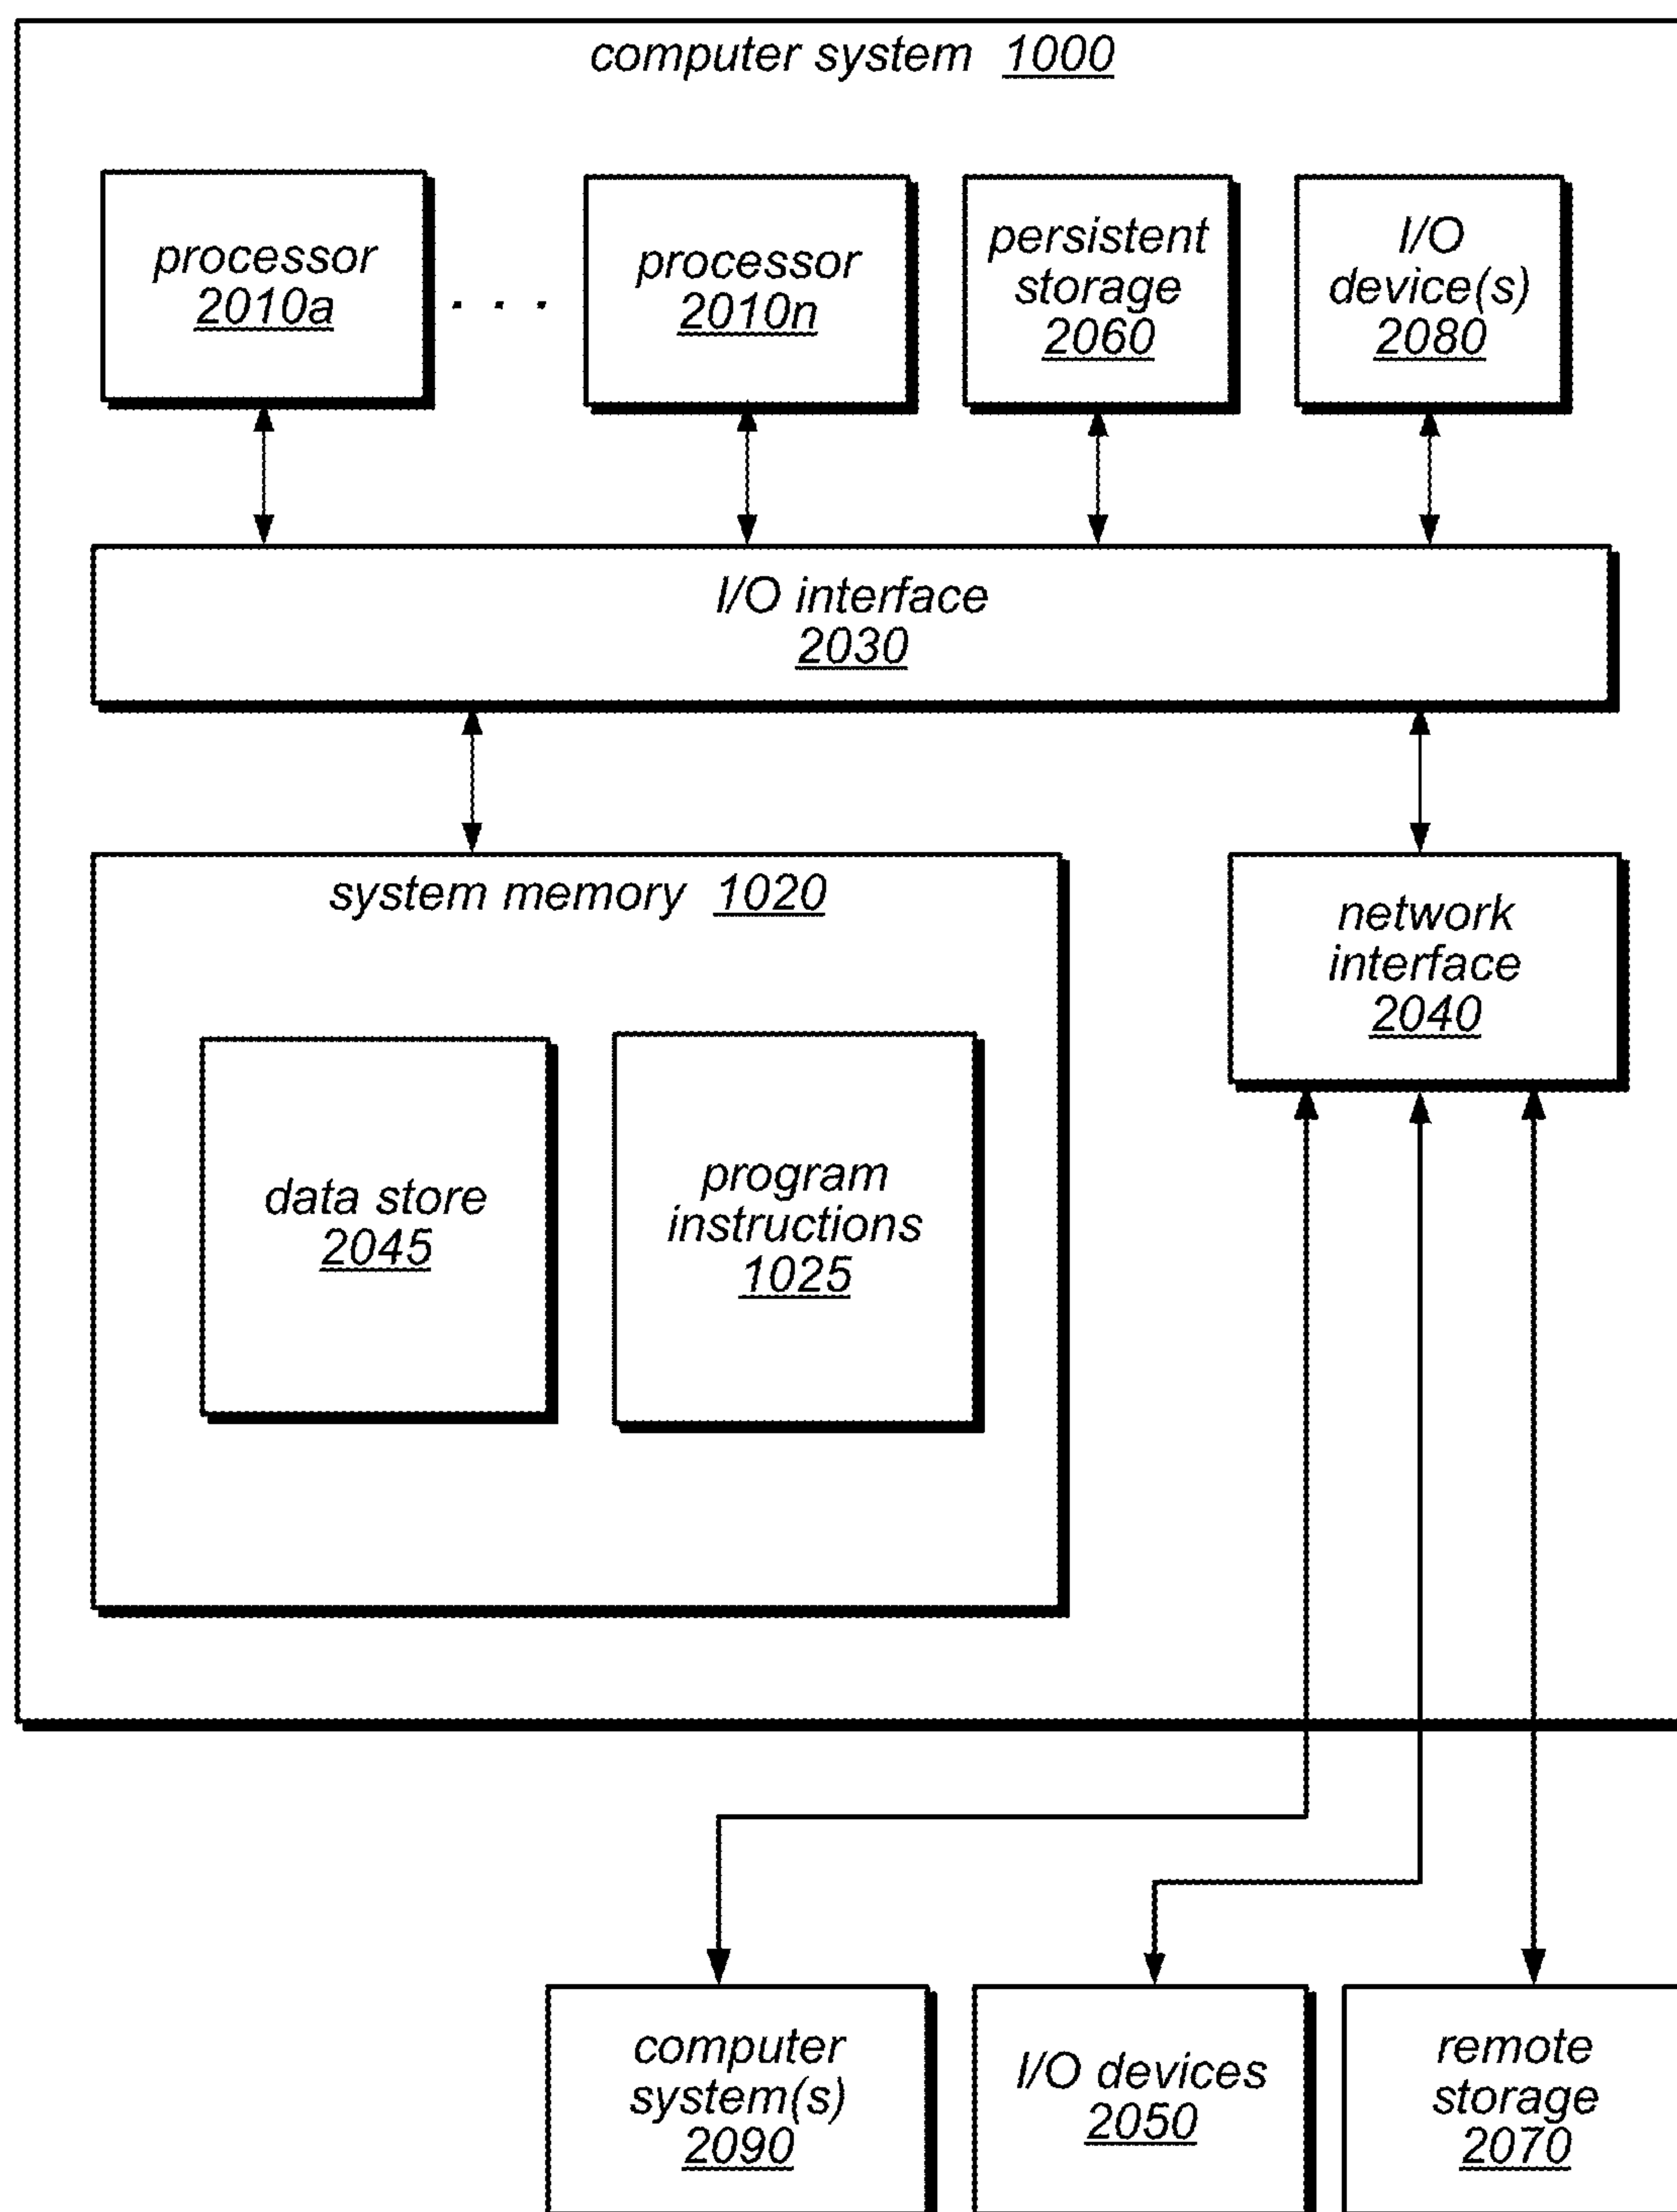 computer system 1000
processor
2010a
. . .
processor
2010n
persistent
storage
2060
I/O
device(s)
2080
I/O interface
2030
system memory 1020
network
interface
2040
data store
2045
program
instructions
1025
computer
system(s)
2090
I/O devices
2050
remote
storage
2070